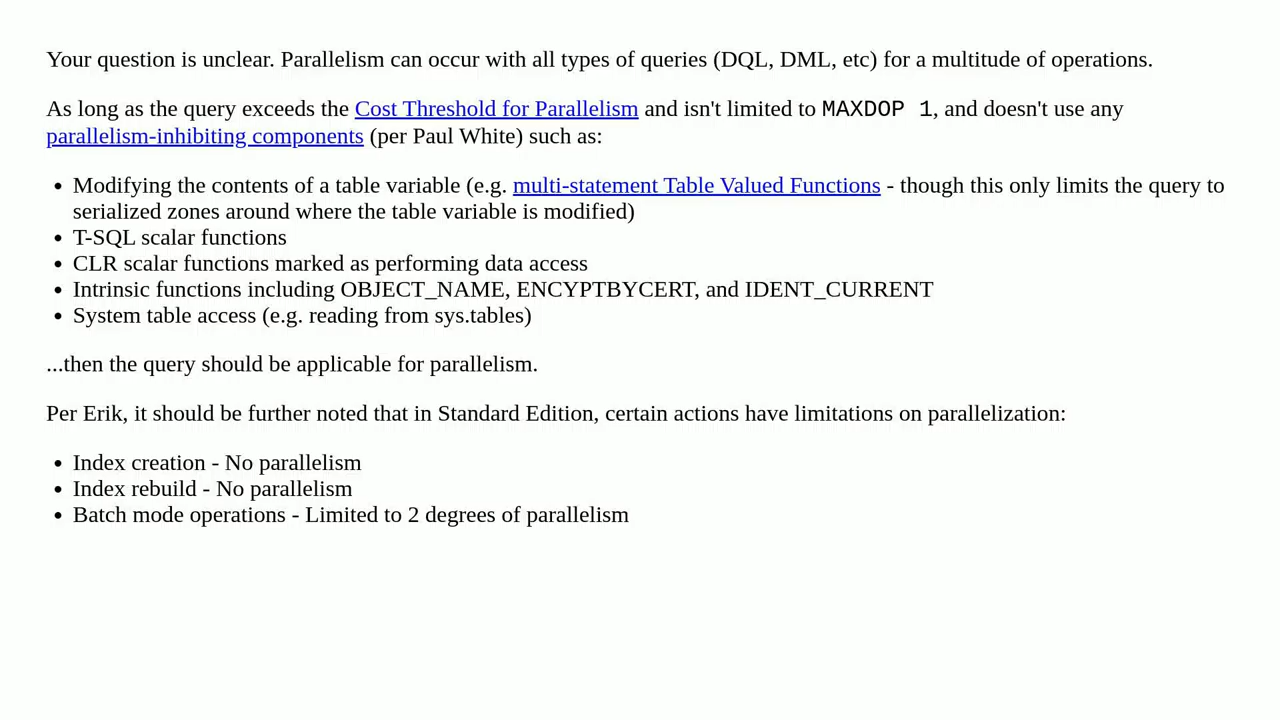 Your question is unclear. Parallelism can occur with all types of queries (DQL, DML, etc) for a multitude of operations.
As long as the query exceeds the Cost Threshold for Parallelism and isn't limited to MAXDOP 1, and doesn't use any
parallelism-inhibiting components (per Paul White) such as:
• Modifying the contents of a table variable (e.g. multi-statement Table Valued Functions - though this only limits the query to
serialized zones around where the table variable is modified)
• T-SQL scalar functions
• CLR scalar functions marked as performing data access
• Intrinsic functions including OBJECT_NAME, ENCYPTBYCERT, and IDENT_CURRENT
• System table access (e.g. reading from sys.tables)
...then the query should be applicable for parallelism.
Per Erik, it should be further noted that in Standard Edition, certain actions have limitations on parallelization:
• Index creation - No parallelism
• Index rebuild - No parallelism
• Batch mode operations - Limited to 2 degrees of parallelism